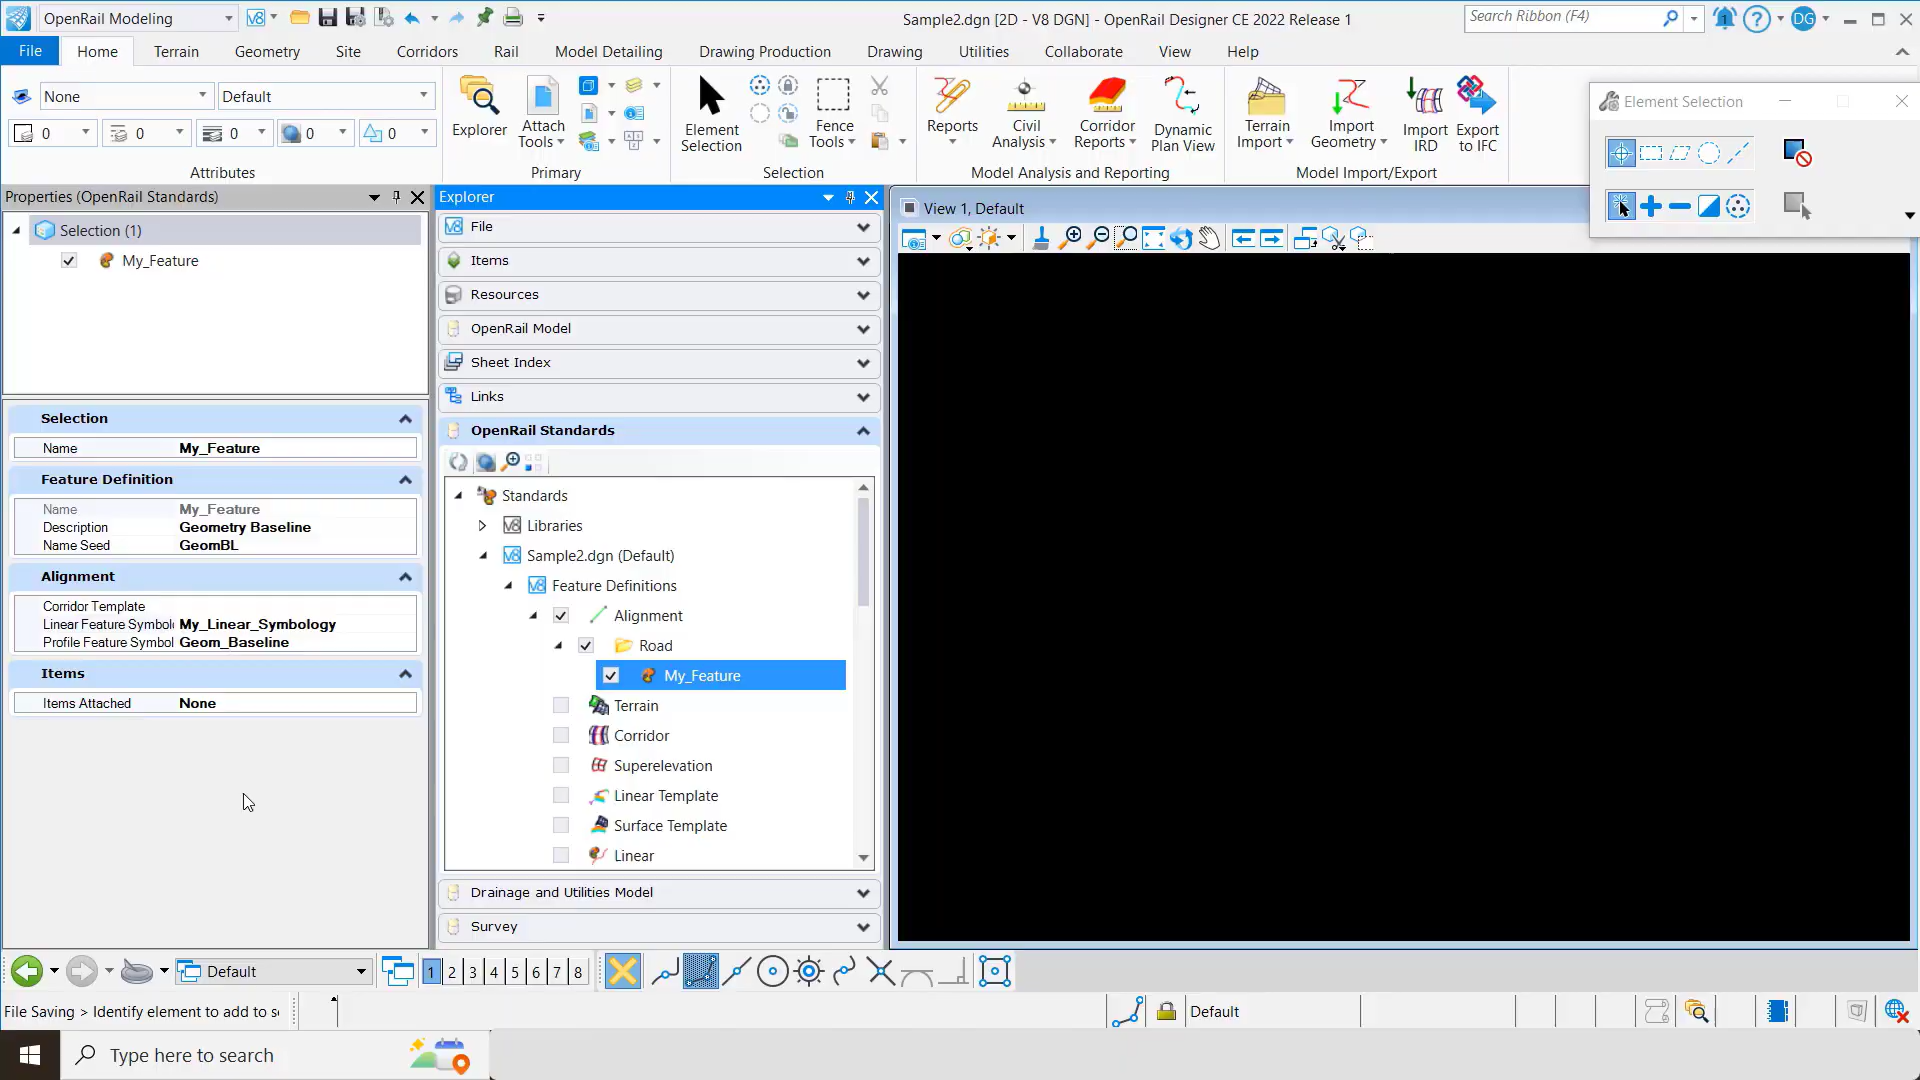 OpenRail Modeling
Sample2.dgn [2D - V8 DGN] - OpenRail Designer CE 2022 Release 1
Search Ribbon (F4)
DG
File
Home
Terrain
Geometry
Site
Corridors
Rail
Model Detailing
Drawing Production
Drawing
Utilities
Collaborate
View
Help
None
Default
0
0
0
0
0
Attributes
Explorer
Attach Tools
Primary
Element Selection
Fence Tools
Selection
Reports
Civil Analysis
Corridor Reports
Dynamic Plan View
Model Analysis and Reporting
Terrain Import
Import Geometry
Import IRD
Export to IFC
Model Import/Export
Element Selection
Properties (OpenRail Standards)
Selection (1)
My_Feature
Selection
Name My_Feature
Feature Definition
Name My_Feature
Description Geometry Baseline
Name Seed GeomBL
Alignment
Corridor Template
Linear Feature Symbol My_Linear_Symbology
Profile Feature Symbol Geom_Baseline
Items
Items Attached None
Explorer
File
Items
Resources
OpenRail Model
Sheet Index
Links
OpenRail Standards
Standards
Libraries
Sample2.dgn (Default)
Feature Definitions
Alignment
Road
My_Feature
Terrain
Corridor
Superelevation
Linear Template
Surface Template
Linear
Drainage and Utilities Model
Survey
View 1, Default
Default
1 2 3 4 5 6 7 8
File Saving > Identify element to add to se
Default
Type here to search